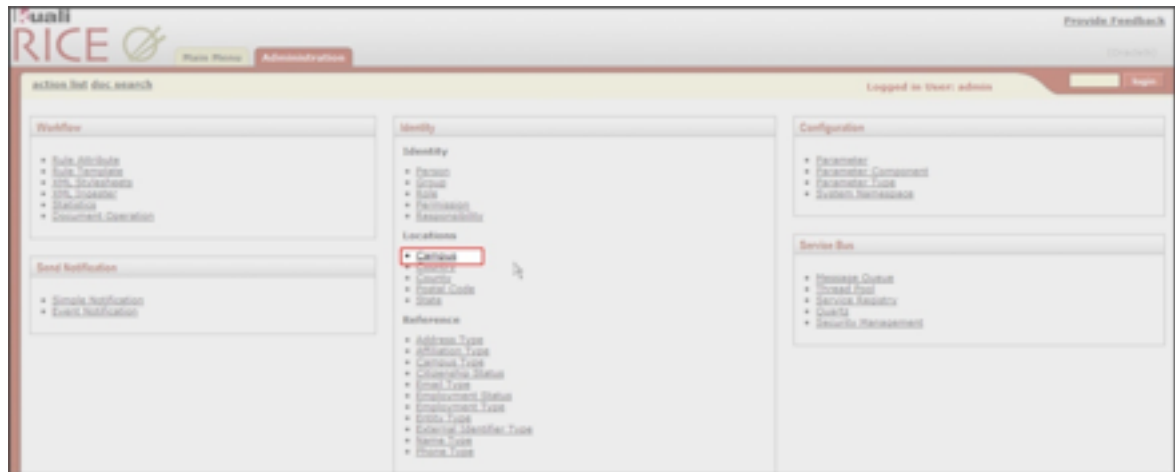 Kuali
RICE
Provide Feedback
Main Menu
Administration
action list doc search
Logged in User: admin
login
Workflow
Rule Attribute
Rule Template
XML Stylesheets
XML Ingester
Statistics
Document Operation
Send Notification
Simple Notification
Event Notification
Identity
Identity
Person
Group
Role
Permission
Responsibility
Locations
Campus
Country
County
Postal Code
State
Reference
Address Type
Affiliation Type
Campus Type
Citizenship Status
Email Type
Employment Status
Employment Type
Entity Type
External Identifier Type
Name Type
Phone Type
Configuration
Parameter
Parameter Component
Parameter Type
System Namespace
Service Bus
Message Queue
Thread Pool
Service Registry
Quartz
Security Management